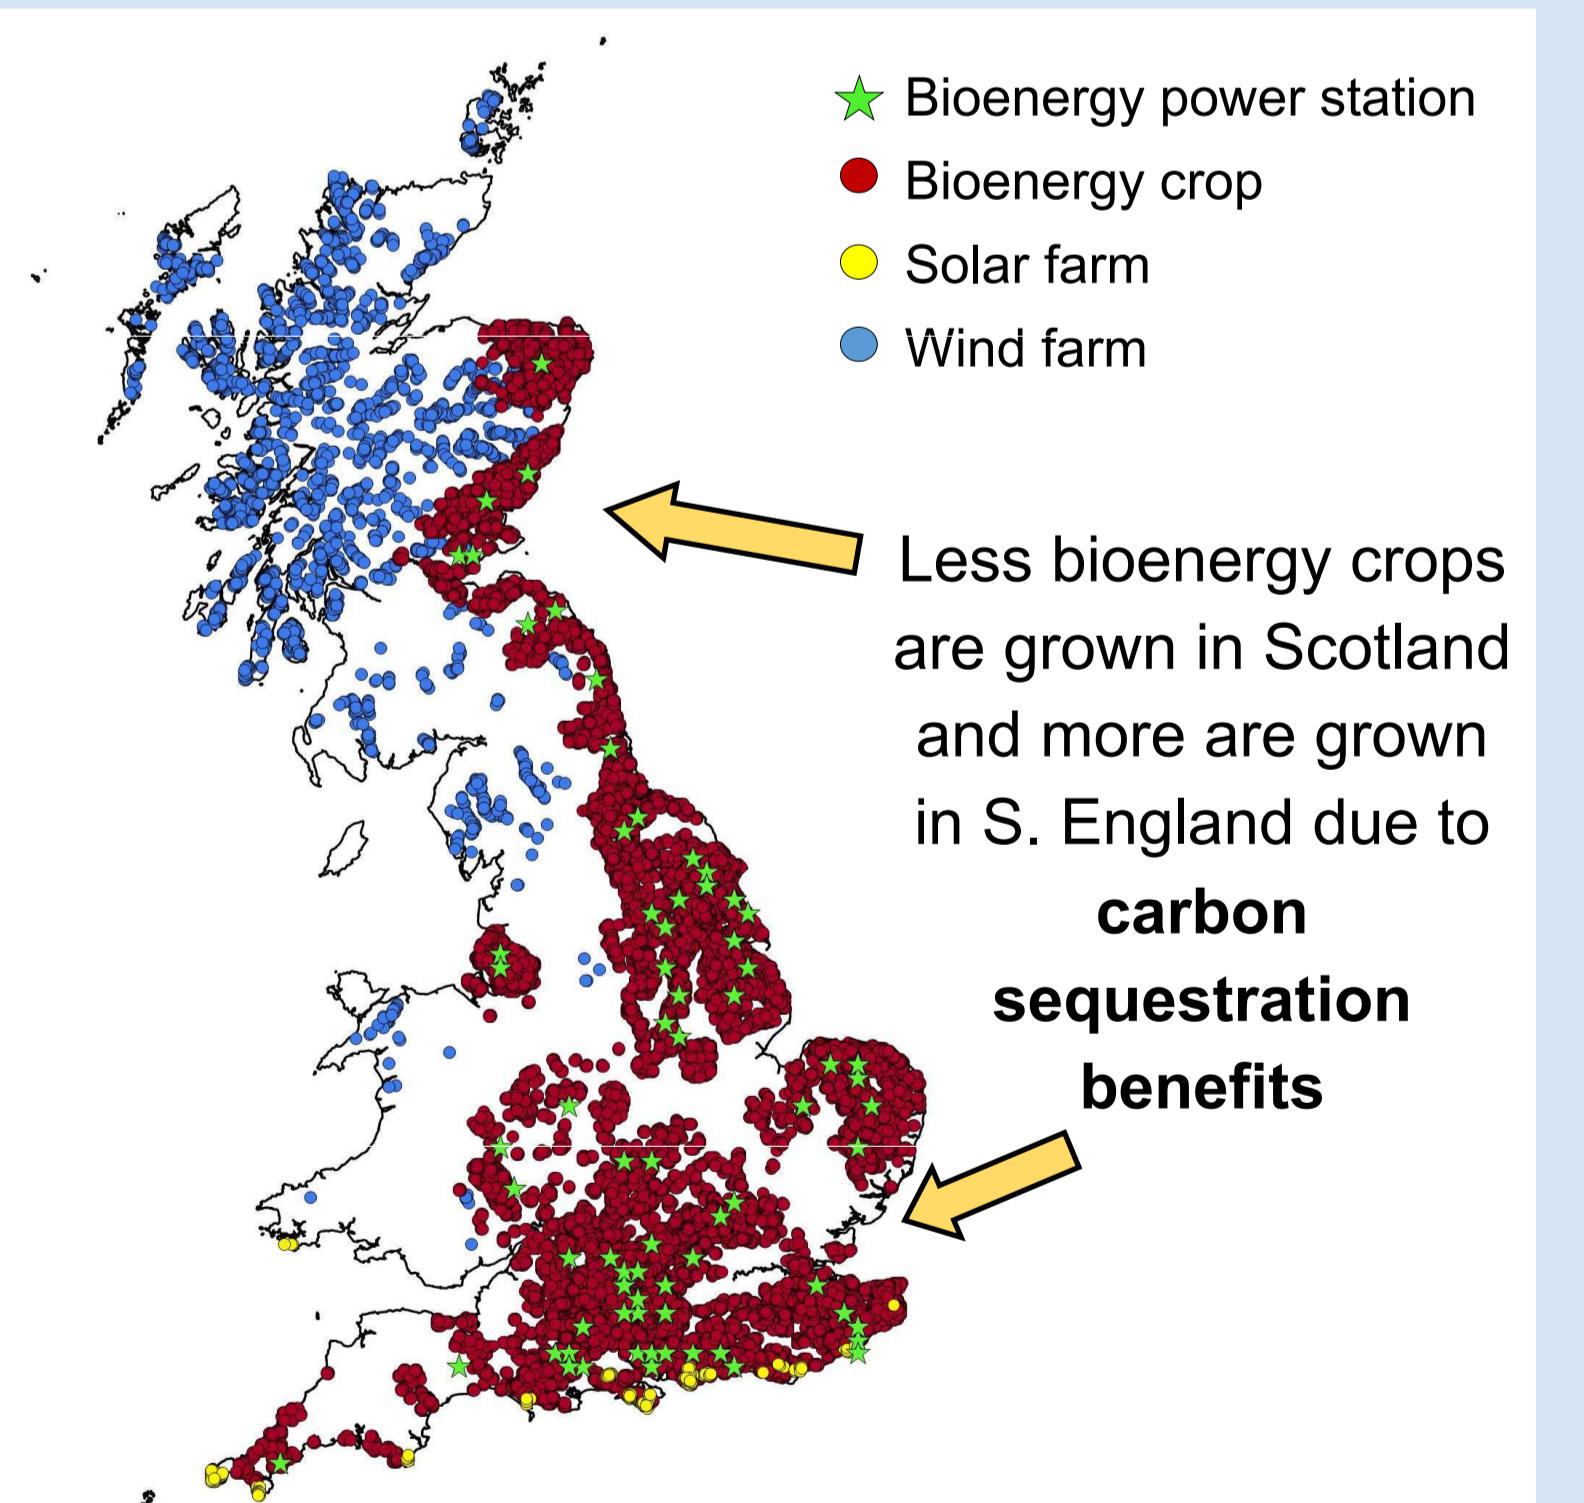 Bioenergy power station
Bioenergy crop
Solar farm
Wind farm
Less bioenergy crops
are grown in Scotland
and more are grown
in S. England due to
carbon
sequestration
benefits